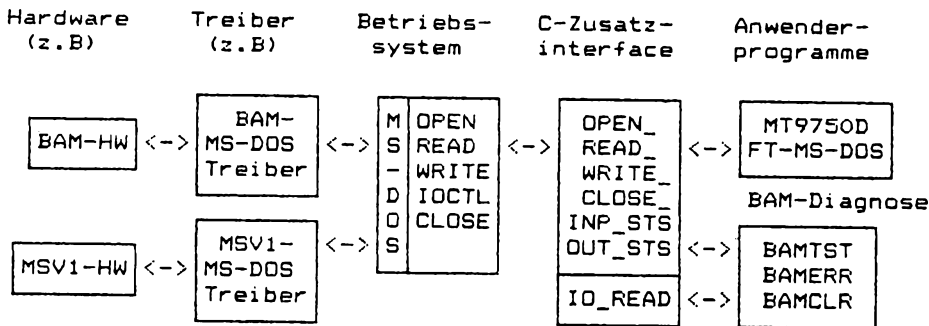 Hardware Treiber Betriebs- C-Zusatz- Anwender-
(z.B) (z.B) system interface programme
BAM- M OPEN OPEN_ MT9750D
BAM-HW <-> MS-DOS <-> S READ <-> READ_ <-> FT-MS-DOS
Treiber - WRITE WRITE_
D IOCTL CLOSE_ BAM-Diagnose
MSV1- O CLOSE INP_STS
MSV1-HW <-> MS-DOS <-> S OUT_STS <-> BAMTST
Treiber BAMERR
IO_READ <-> BAMCLR